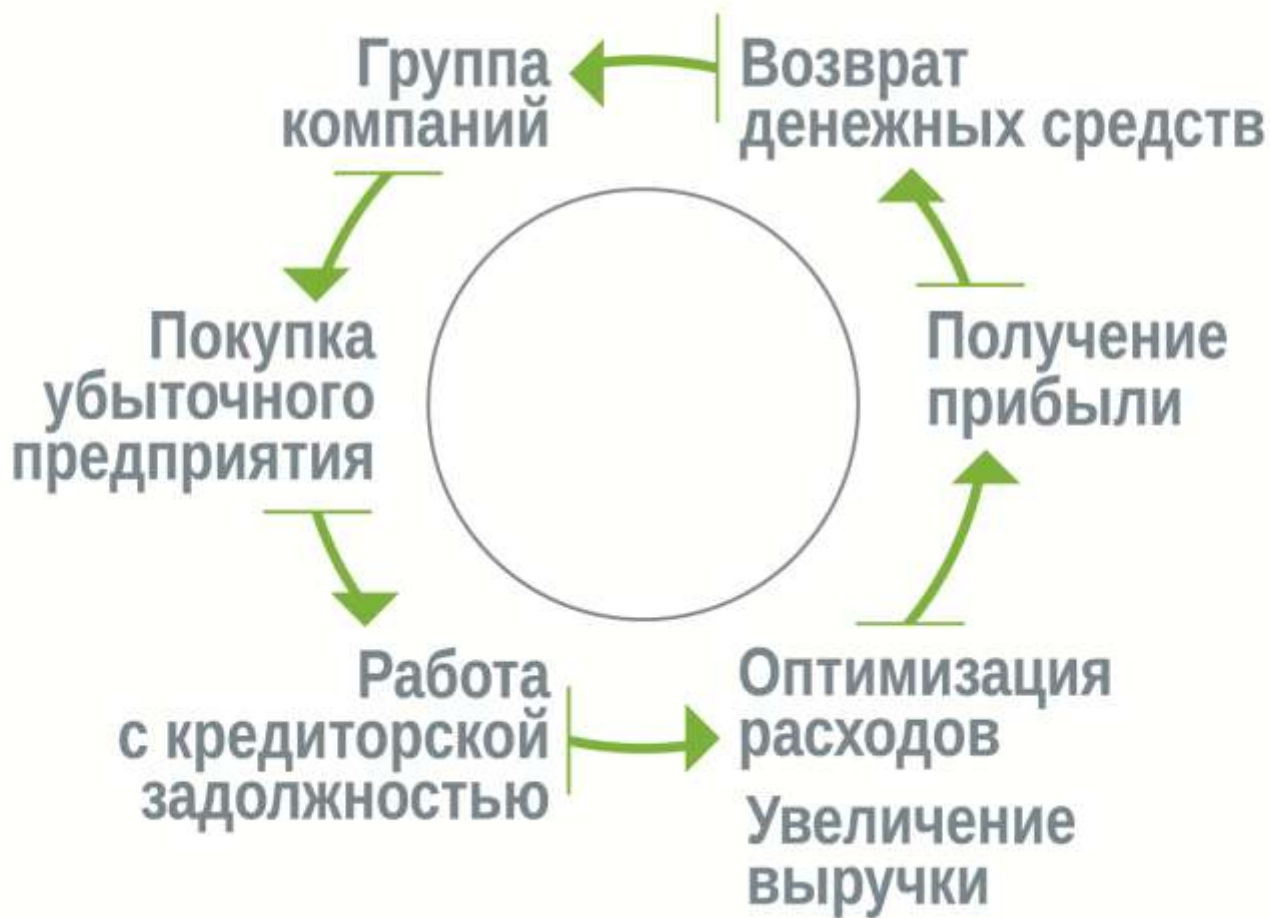 Группа
компаний
Возврат
денежных средств
Покупка
убыточного
предприятия
Получение
прибыли
Работа
с кредиторской
задолжностью
Оптимизация
расходов
Увеличение
выручки